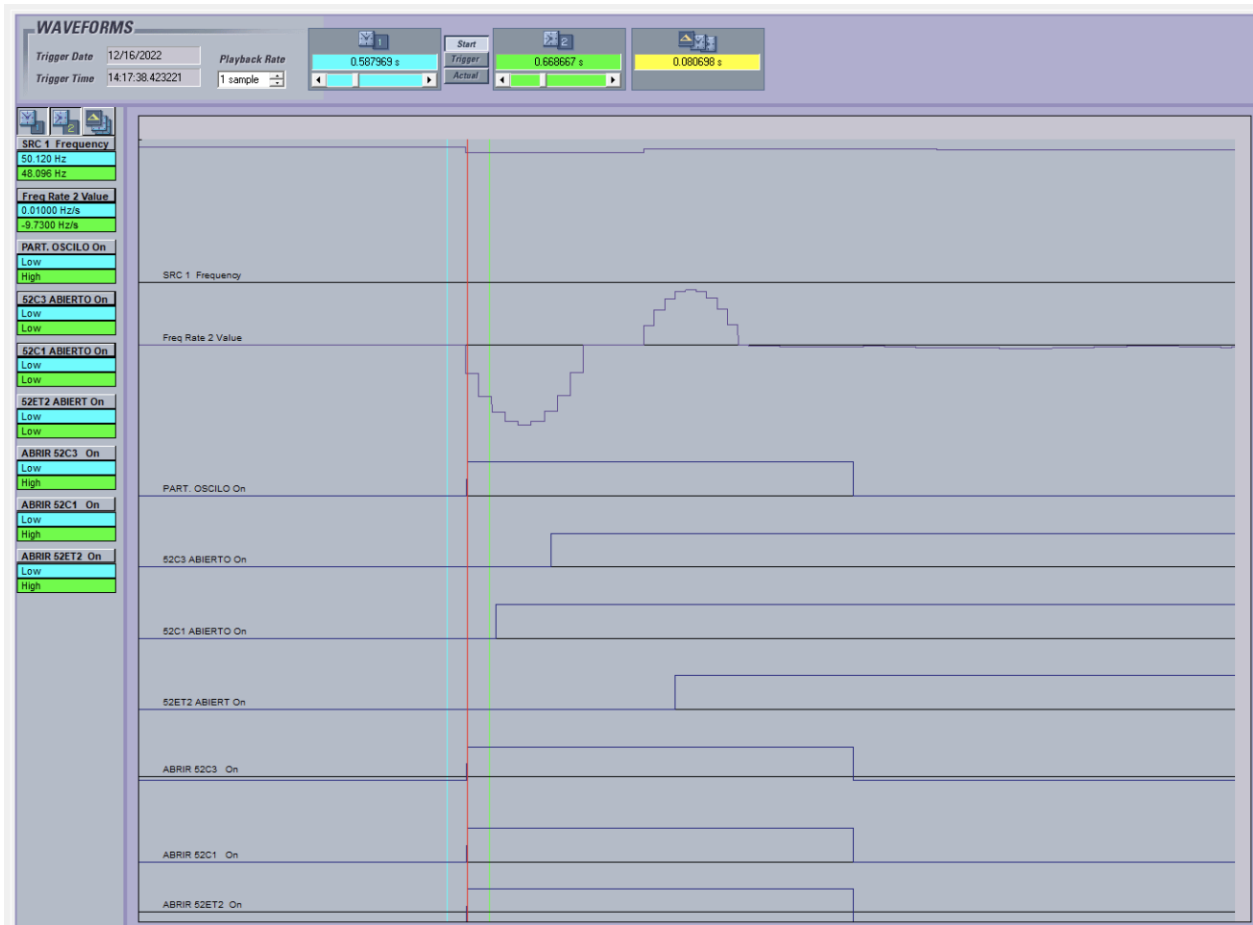 WAVEFORMS
Trigger Date 12/16/2022
Trigger Time 14:17:38.423221
Playback Rate
1 sample
1
0.587969 s
Start
Trigger
Actual
2
0.668667 s
0.080698 s
2
SRC 1 Frequency
50.120 Hz
48.096 Hz
Freq Rate 2 Value
0.01000 Hz/s
-9.7300 Hz/s
PART. OSCILO On
Low
High
52C3 ABIERTO On
Low
Low
52C1 ABIERTO On
Low
Low
52ET2 ABIERT On
Low
Low
ABRIR 52C3 On
Low
High
ABRIR 52C1 On
Low
High
ABRIR 52ET2 On
Low
High
SRC 1 Frequency
Freq Rate 2 Value
PART. OSCILO On
52C3 ABIERTO On
52C1 ABIERTO On
52ET2 ABIERT On
ABRIR 52C3 On
ABRIR 52C1 On
ABRIR 52ET2 On